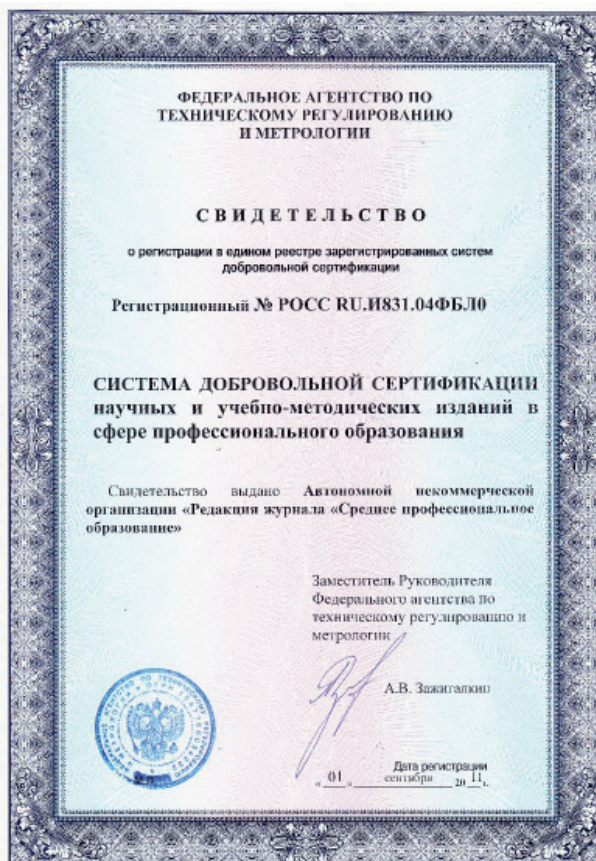 ФЕДЕРАЛЬНОЕ АГЕНТСТВО ПО
ТЕХНИЧЕСКОМУ РЕГУЛИРОВАНИЮ
И МЕТРОЛОГИИ
СВИДЕТЕЛЬСТВО
о регистрации в едином реестре зарегистрированных систем
добровольной сертификации
Регистрационный № РОСС RU.И831.04ФБЛ0
СИСТЕМА ДОБРОВОЛЬНОЙ СЕРТИФИКАЦИИ
научных и учебно-методических изданий в
сфере профессионального образования
Свидетельство выдано Автономной некоммерческой
организации «Редакция журнала «Среднее профессиональное
образование»
Заместитель Руководителя
Федерального агентства по
техническому регулированию и
метрологии
А.В. Зажигалкин
Дата регистрации
« 01 » сентября 20 11 г.